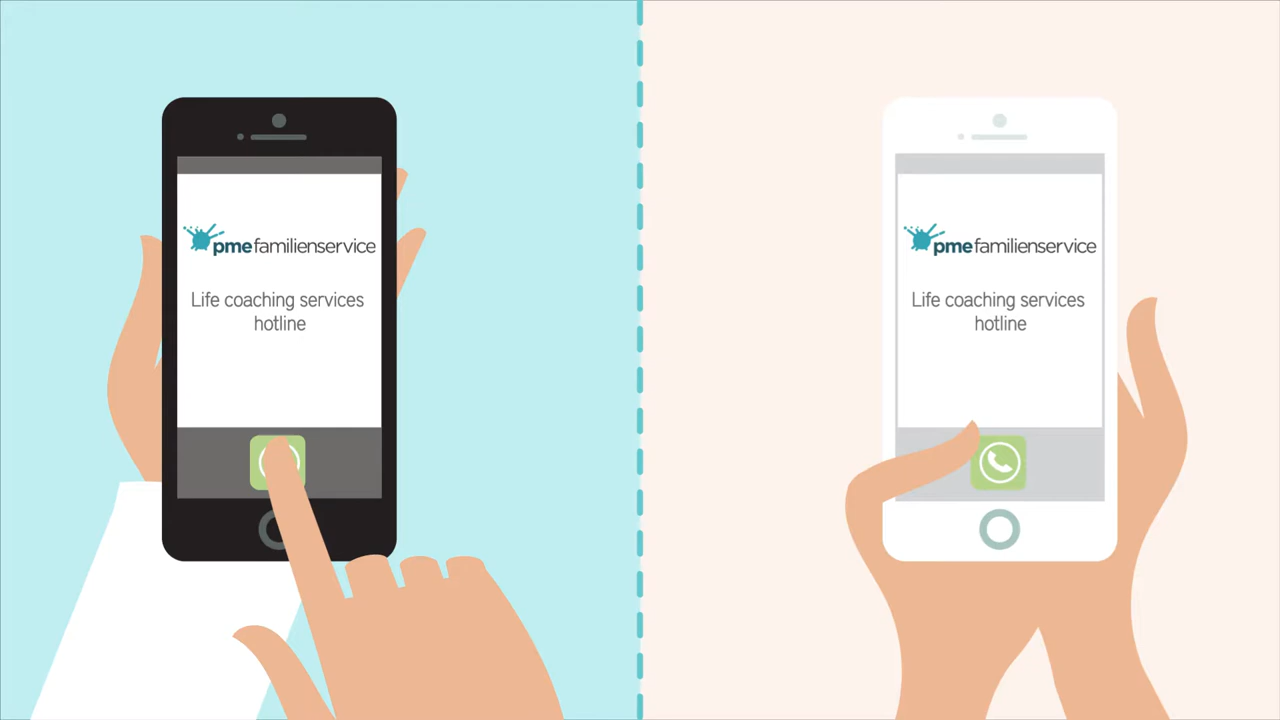 pmefamilienservice
Life coaching services
hotline
pmefamilienservice
Life coaching services
hotline